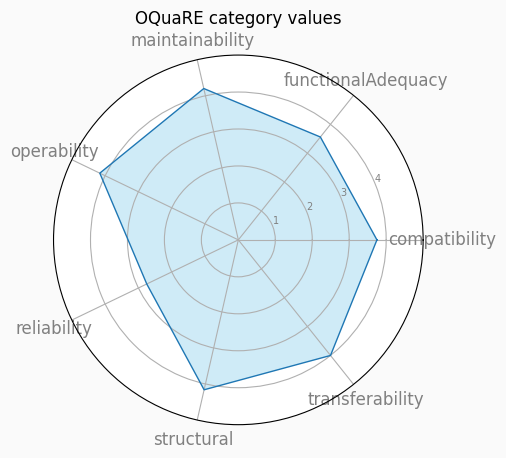 OQuaRE category values
maintainability
functionalAdequacy
operability
4
3
2
1
compatibility
reliability
transferability
structural